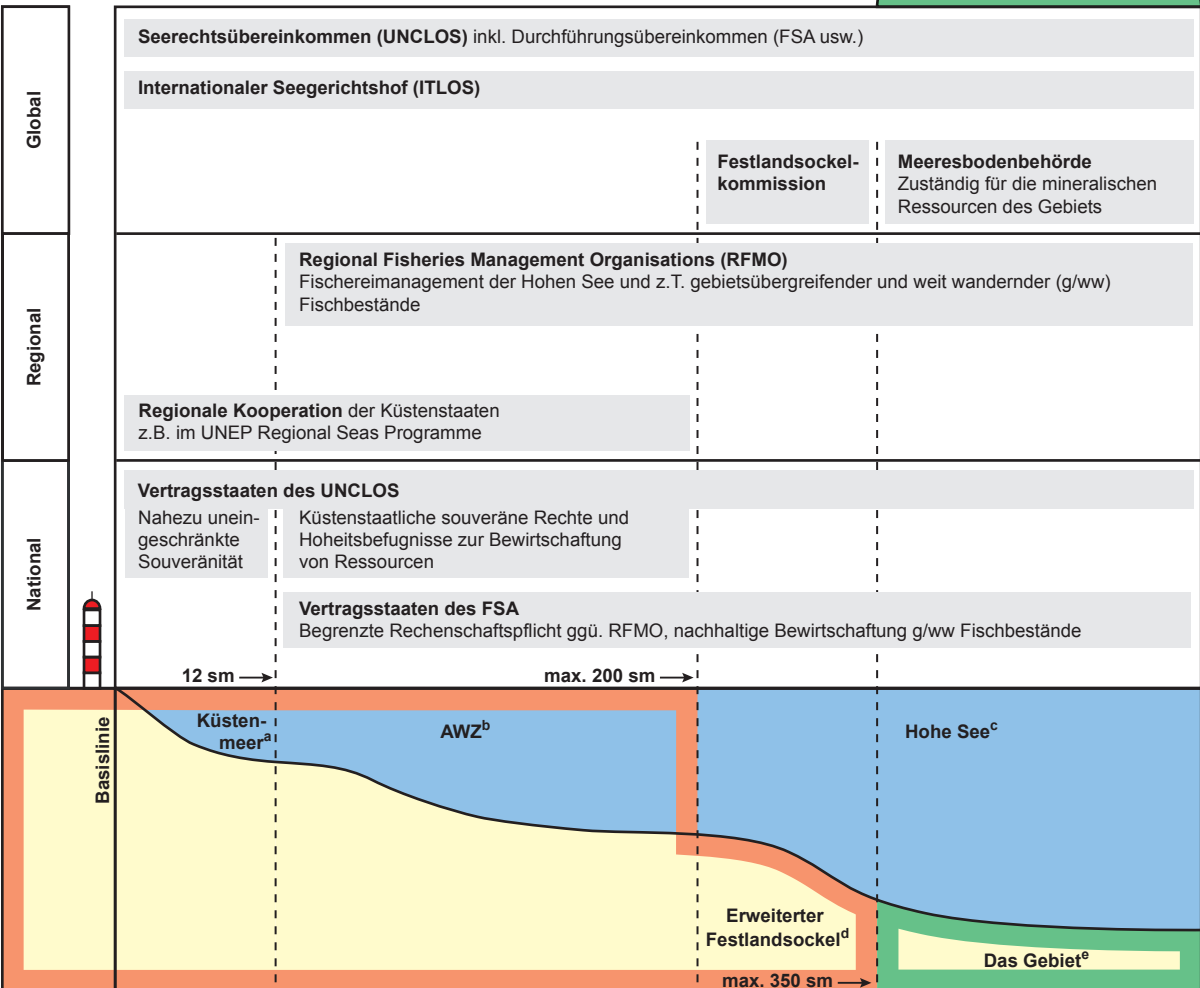 Global
Seerechtsübereinkommen (UNCLOS) inkl. Durchführungsübereinkommen (FSA usw.)
Internationaler Seegerichtshof (ITLOS)
Festlandsockel-
kommission
Meeresbodenbehörde
Zuständig für die mineralischen
Ressourcen des Gebiets
Regional
Regional Fisheries Management Organisations (RFMO)
Fischereimanagement der Hohen See und z.T. gebietsübergreifender und weit wandernder (g/ww)
Fischbestände
Regionale Kooperation der Küstenstaaten
z.B. im UNEP Regional Seas Programme
National
Vertragsstaaten des UNCLOS
Nahezu unein-
geschränkte
Souveränität
Küstenstaatliche souveräne Rechte und
Hoheitsbefugnisse zur Bewirtschaftung
von Ressourcen
Vertragsstaaten des FSA
Begrenzte Rechenschaftspflicht ggü. RFMO, nachhaltige Bewirtschaftung g/ww Fischbestände
12 sm
max. 200 sm
Basislinie
Küsten-
meerᵃ
AWZᵇ
Hohe Seeᶜ
Erweiterter
Festlandsockelᵈ
Das Gebietᵉ
max. 350 sm